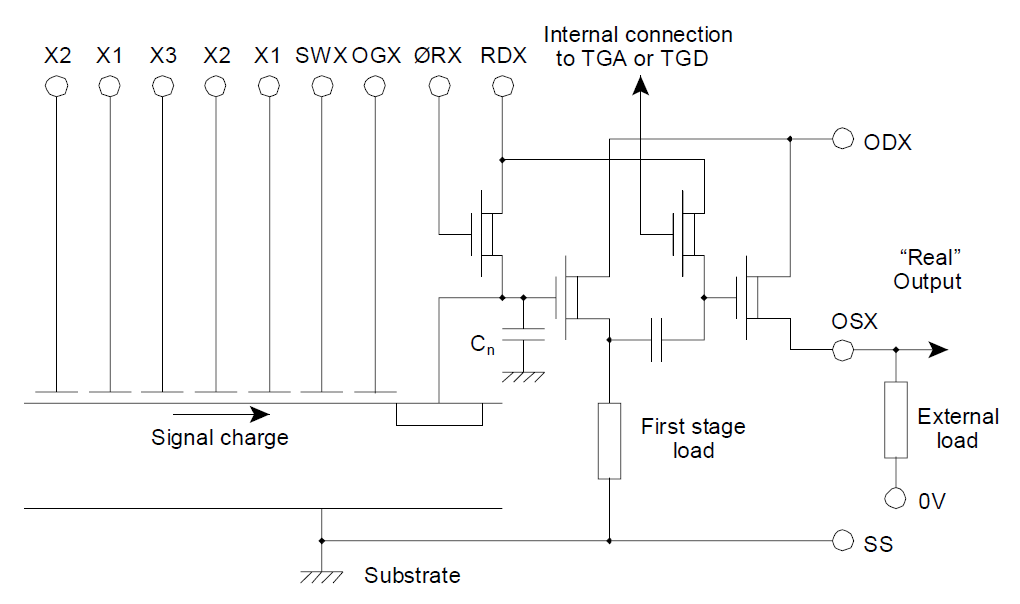 Internal connection
to TGA or TGD
X2 X1 X3 X2 X1 SWX OGX ØRX RDX
ODX
“Real”
Output
OSX
Cn
Signal charge
First stage
load
External
load
0V
SS
Substrate